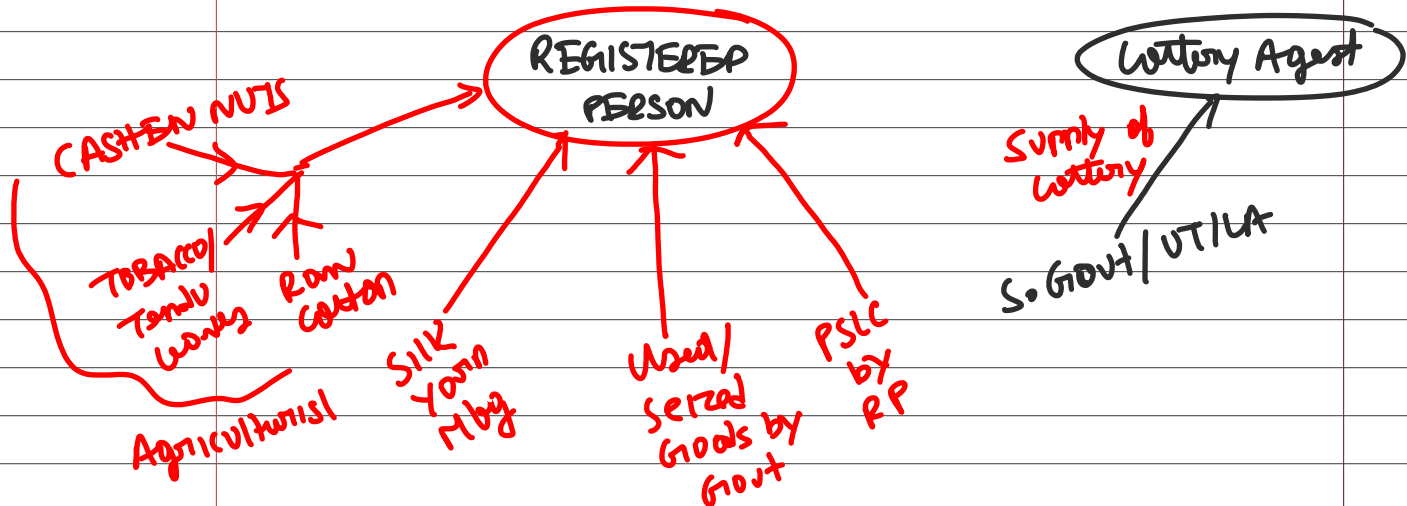 REGISTERED
PERSON
Lottery Agent
CASHEW NUTS
Supply of
Lottery
S. GOVT/UT/LA
TOBACCO/
Tendu
Leaves
Raw
Cotton
Silk
Yarn
Mfg
Used/
Seized
Goods by
Govt
PSLC
by
RP
Agriculturist